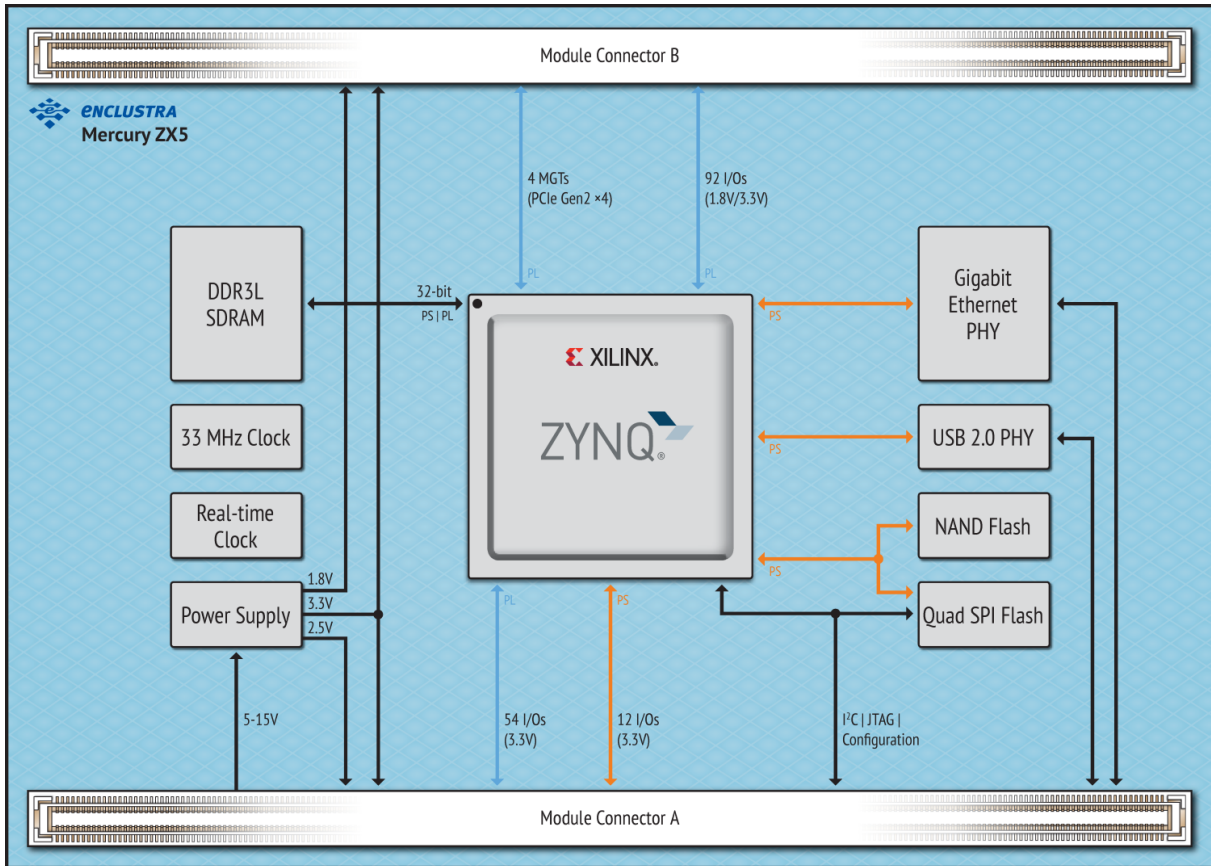 Module Connector B
ENCLUSTRA
Mercury ZX5
4 MGTs
(PCIe Gen2 ×4)
92 I/Os
(1.8V/3.3V)
PL
PL
DDR3L
SDRAM
32-bit
PS | PL
Gigabit
Ethernet
PHY
PS
XILINX®
ZYNQ®
33 MHz Clock
USB 2.0 PHY
PS
Real-time
Clock
NAND Flash
PS
Power Supply
1.8V
3.3V
2.5V
Quad SPI Flash
PL
PS
5-15V
54 I/Os
(3.3V)
12 I/Os
(3.3V)
I²C | JTAG |
Configuration
Module Connector A